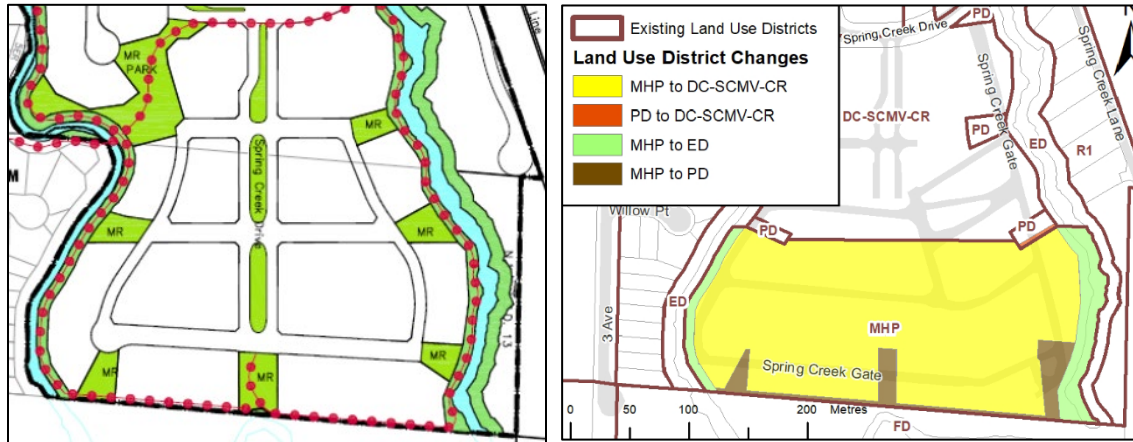 MR
PARK
Line
MR
Spring Creek Drive
M
MR
MR
N.
D. 13
MR
MR
MR
Existing Land Use Districts
Land Use District Changes
MHP to DC-SCMV-CR
PD to DC-SCMV-CR
MHP to ED
MHP to PD
PD
N
Spring Creek Drive
Spring Creek Gate
Spring Creek Lane
DC-SCMV-CR
PD
ED
R1
Willow Pt
PD
PD
ED
3 Ave
MHP
Spring Creek Gate
0 50 100 200 Metres
FD